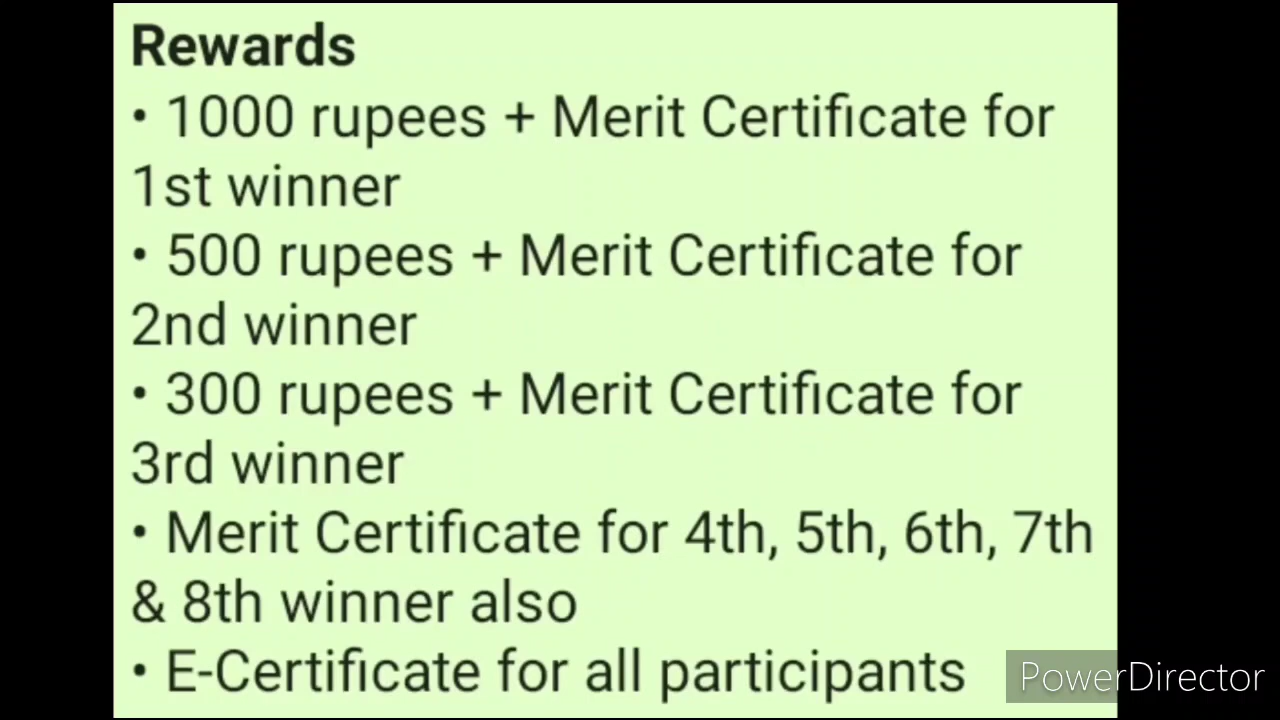 Rewards
• 1000 rupees + Merit Certificate for
1st winner
• 500 rupees + Merit Certificate for
2nd winner
• 300 rupees + Merit Certificate for
3rd winner
• Merit Certificate for 4th, 5th, 6th, 7th
& 8th winner also
• E-Certificate for all participants
PowerDirector